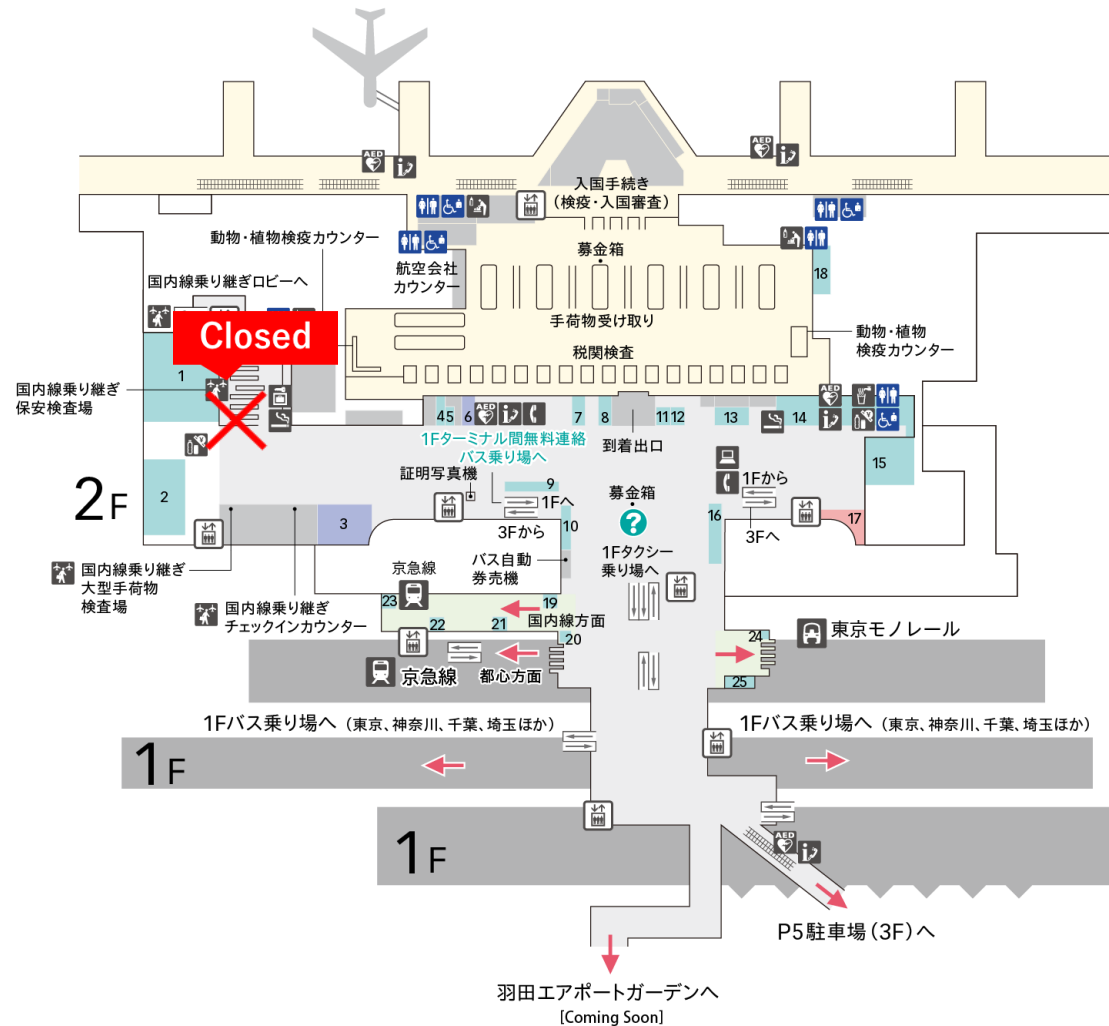 AED
AED
入国手続き
(検疫・入国審査)
動物・植物検疫カウンター
航空会社
カウンター
募金箱
国内線乗り継ぎロビーへ
18
手荷物受け取り
動物・植物
検疫カウンター
Closed
税関検査
1
国内線乗り継ぎ
保安検査場
4
5
6
AED
7
8
11
12
13
14
AED
到着出口
1Fターミナル間無料連絡
バス乗り場へ
15
証明写真機
1Fから
2F
2
9
1Fへ
募金箱
?
16
3Fから
3Fへ
17
3
10
1Fタクシー
乗り場へ
バス自動
券売機
国内線乗り継ぎ
大型手荷物
検査場
京急線
国内線乗り継ぎ
チェックインカウンター
23
19
22
21
国内線方面
20
24
東京モノレール
京急線
都心方面
25
1Fバス乗り場へ(東京、神奈川、千葉、埼玉ほか)
1Fバス乗り場へ(東京、神奈川、千葉、埼玉ほか)
1F
1F
AED
P5駐車場(3F)へ
羽田エアポートガーデンへ
[Coming Soon]